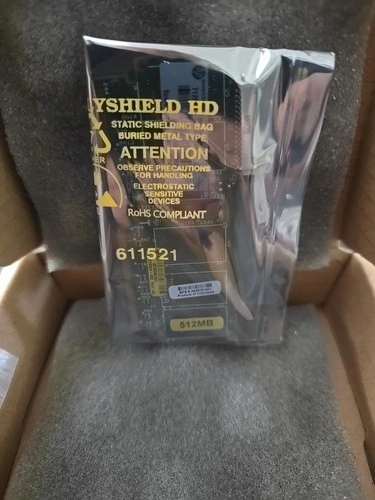 YSHIELD HD
STATIC SHIELDING BAG
BURIED METAL TYPE
ATTENTION
OBSERVE PRECAUTIONS
FOR HANDLING
ELECTROSTATIC
SENSITIVE
DEVICES
RoHS COMPLIANT
611521
512MB